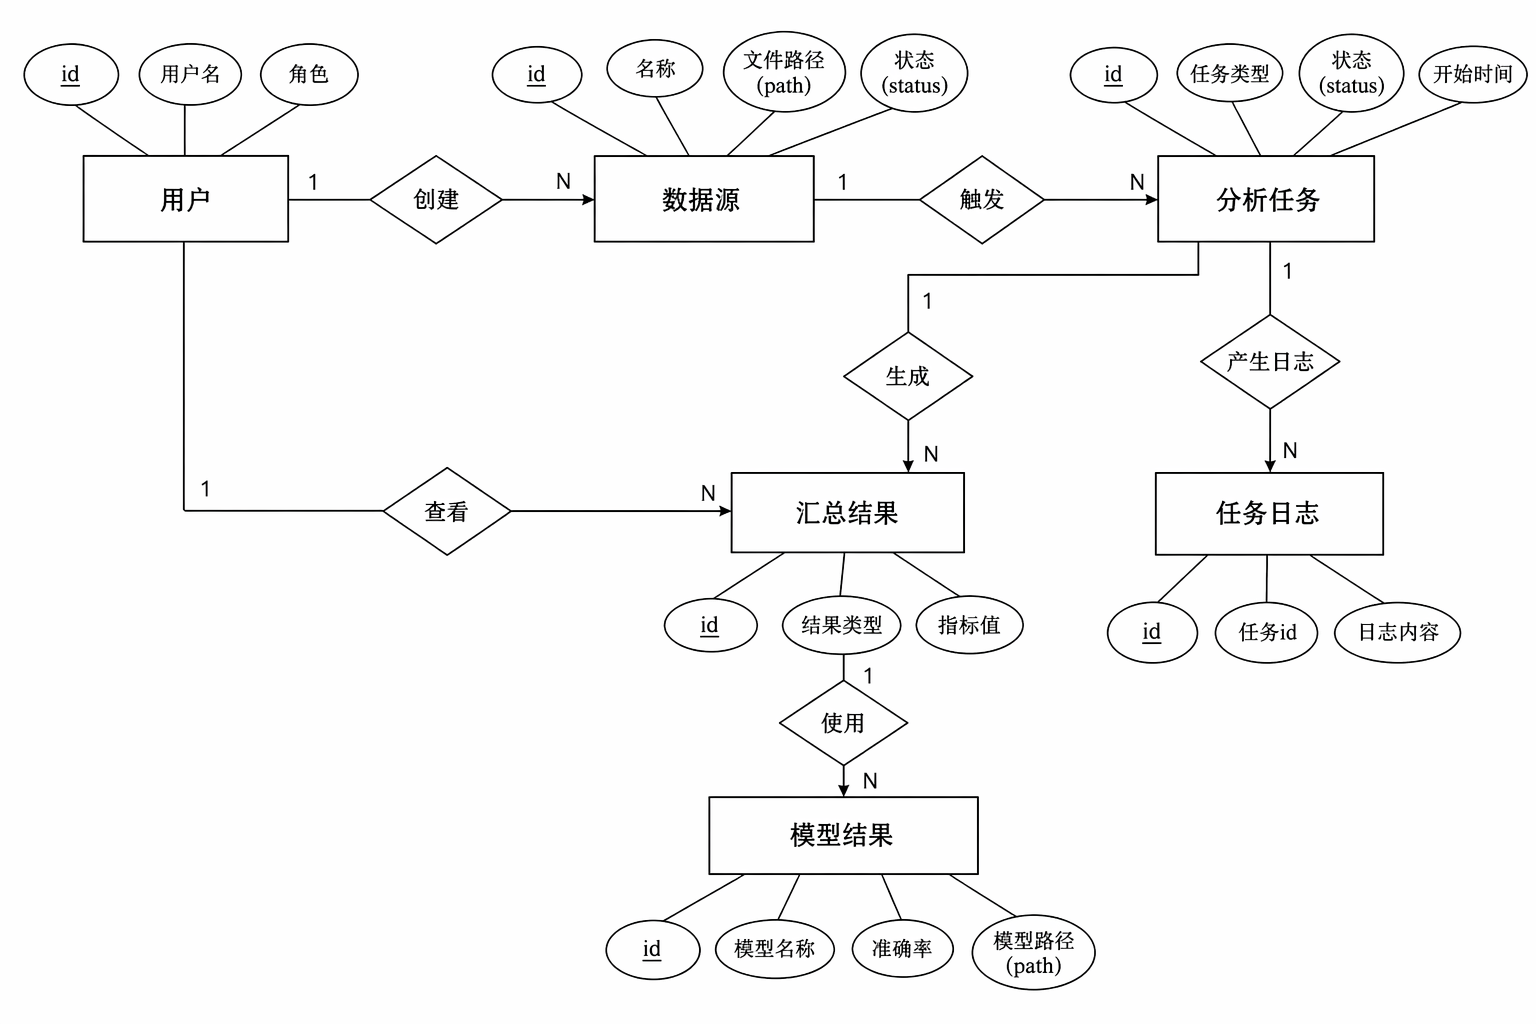 id
用户名
角色
id
名称
文件路径
(path)
状态
(status)
id
任务类型
状态
(status)
开始时间
用户
1
创建
N
数据源
1
触发
N
分析任务
1
生成
N
1
产生日志
N
1
查看
N
汇总结果
任务日志
id
结果类型
指标值
id
任务id
日志内容
1
使用
N
模型结果
id
模型名称
准确率
模型路径
(path)